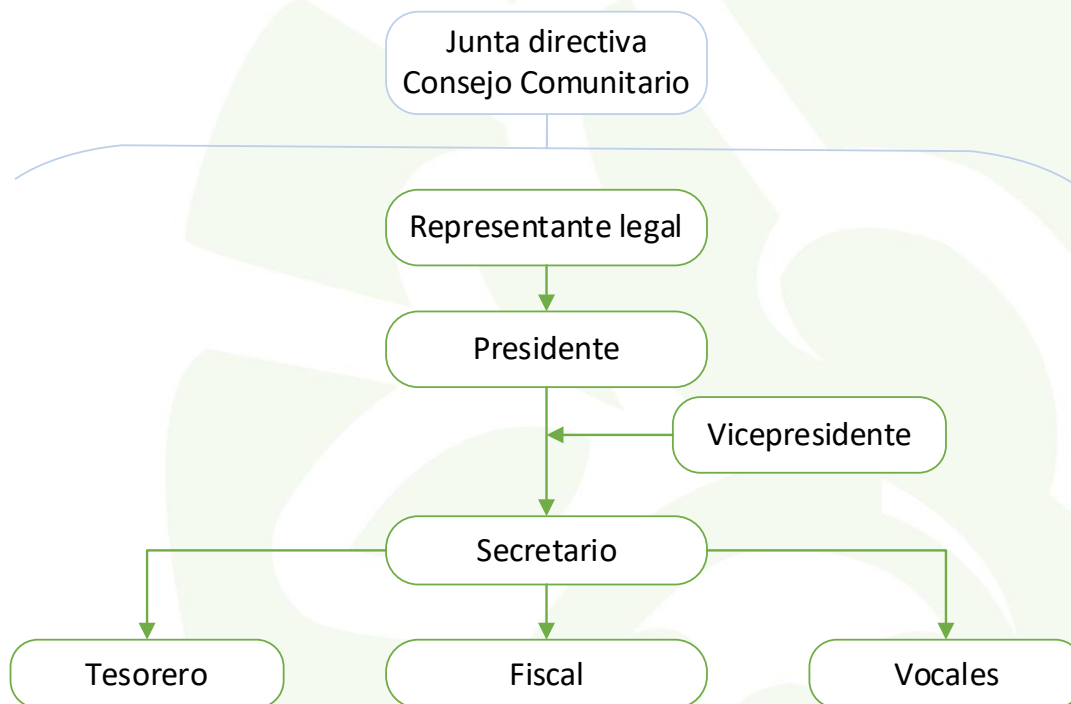 Junta directiva
Consejo Comunitario
Representante legal
Presidente
Vicepresidente
Secretario
Tesorero
Fiscal
Vocales